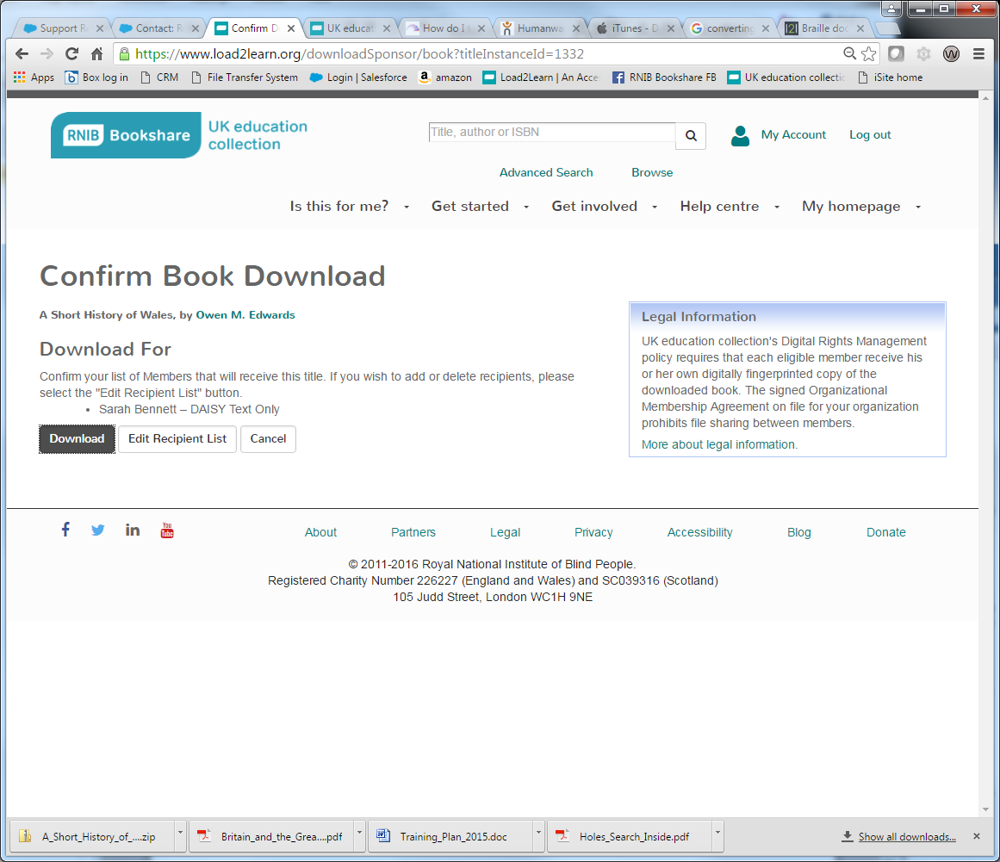 Support R
Contact: R
Confirm D
UK educat
How do I
Humanwa
iTunes - D
converting
Braille doc
https://www.load2learn.org/downloadSponsor/book?titleInstanceId=1332
Apps Box log in CRM File Transfer System Login | Salesforce amazon Load2Learn | An Acce RNIB Bookshare FB UK education collectio iSite home
RNIB Bookshare
UK education
collection
Title, author or ISBN
My Account Log out
Advanced Search Browse
Is this for me? Get started Get involved Help centre My homepage
Confirm Book Download
A Short History of Wales, by Owen M. Edwards
Download For
Confirm your list of Members that will receive this title. If you wish to add or delete recipients, please
select the "Edit Recipient List" button.
• Sarah Bennett – DAISY Text Only
Download Edit Recipient List Cancel
Legal Information
UK education collection's Digital Rights Management
policy requires that each eligible member receive his
or her own digitally fingerprinted copy of the
downloaded book. The signed Organizational
Membership Agreement on file for your organization
prohibits file sharing between members.
More about legal information.
You
Tube
About Partners Legal Privacy Accessibility Blog Donate
© 2011-2016 Royal National Institute of Blind People.
Registered Charity Number 226227 (England and Wales) and SC039316 (Scotland)
105 Judd Street, London WC1H 9NE
A_Short_History_of_....zip Britain_and_the_Grea....pdf Training_Plan_2015.doc Holes_Search_Inside.pdf Show all downloads...